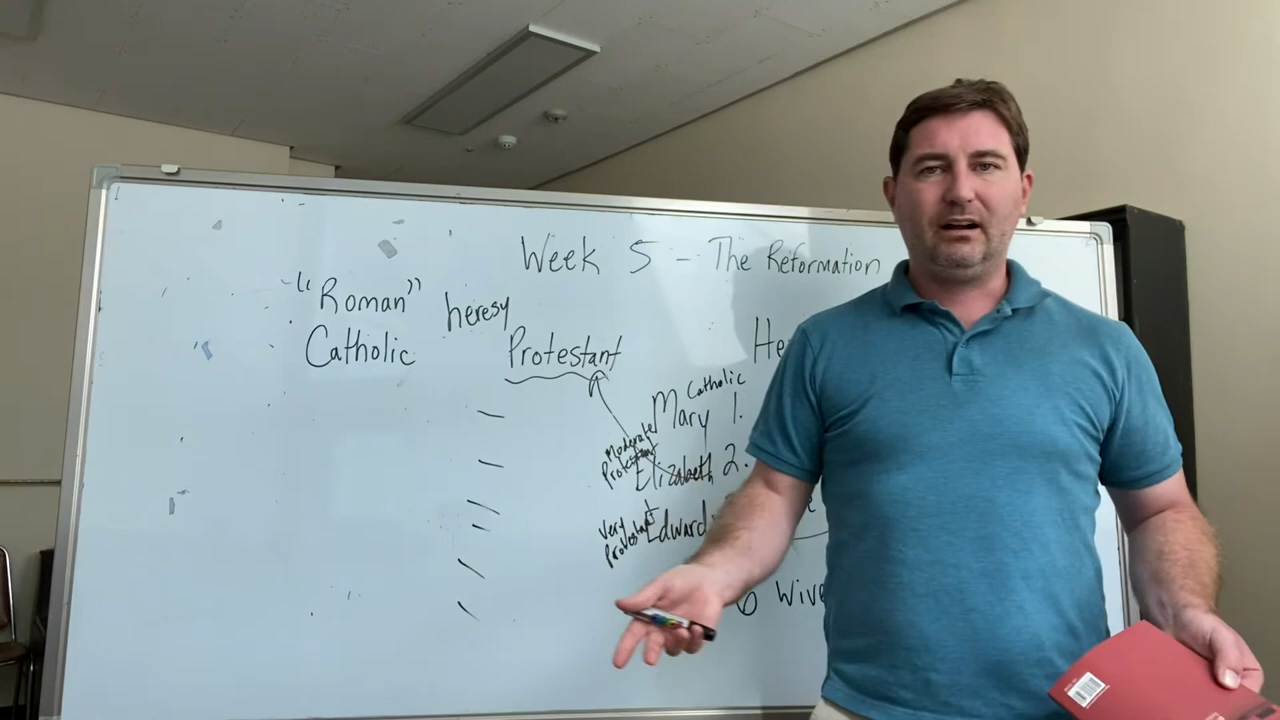 Week 5 - The Reformation
"Roman"
Catholic
heresy
Protestant
He
Catholic
Mary 1.
Moderate
Protestant
Elizabeth 2.
Very
Protestant
Edward
6 Wive